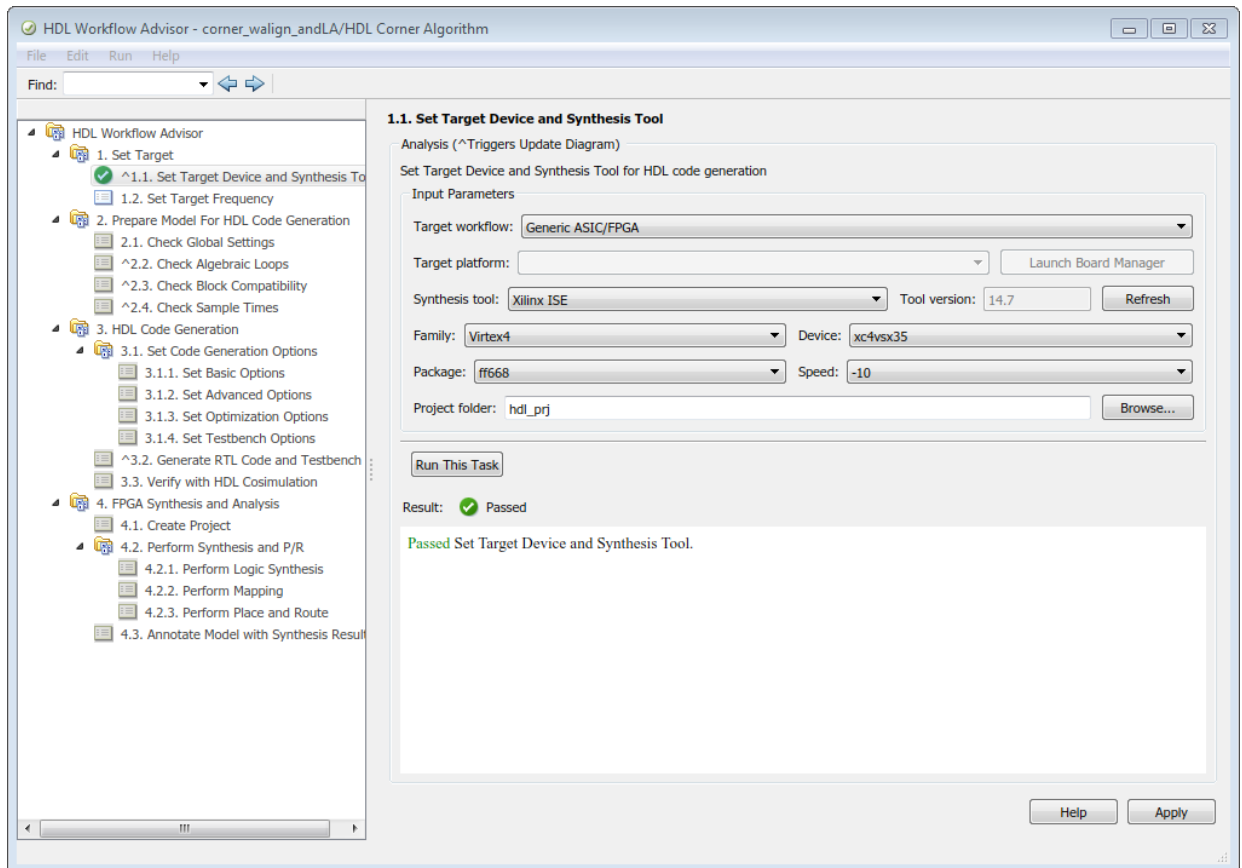 HDL Workflow Advisor - corner_walign_andLA/HDL Corner Algorithm
File Edit Run Help
Find:
HDL Workflow Advisor
1. Set Target
^1.1. Set Target Device and Synthesis To
1.2. Set Target Frequency
2. Prepare Model For HDL Code Generation
2.1. Check Global Settings
^2.2. Check Algebraic Loops
^2.3. Check Block Compatibility
^2.4. Check Sample Times
3. HDL Code Generation
3.1. Set Code Generation Options
3.1.1. Set Basic Options
3.1.2. Set Advanced Options
3.1.3. Set Optimization Options
3.1.4. Set Testbench Options
^3.2. Generate RTL Code and Testbench
3.3. Verify with HDL Cosimulation
4. FPGA Synthesis and Analysis
4.1. Create Project
4.2. Perform Synthesis and P/R
4.2.1. Perform Logic Synthesis
4.2.2. Perform Mapping
4.2.3. Perform Place and Route
4.3. Annotate Model with Synthesis Result
1.1. Set Target Device and Synthesis Tool
Analysis (^Triggers Update Diagram)
Set Target Device and Synthesis Tool for HDL code generation
Input Parameters
Target workflow: Generic ASIC/FPGA
Target platform: Launch Board Manager
Synthesis tool: Xilinx ISE Tool version: 14.7 Refresh
Family: Virtex4 Device: xc4vsx35
Package: ff668 Speed: -10
Project folder: hdl_prj Browse...
Run This Task
Result: Passed
Passed Set Target Device and Synthesis Tool.
Help Apply